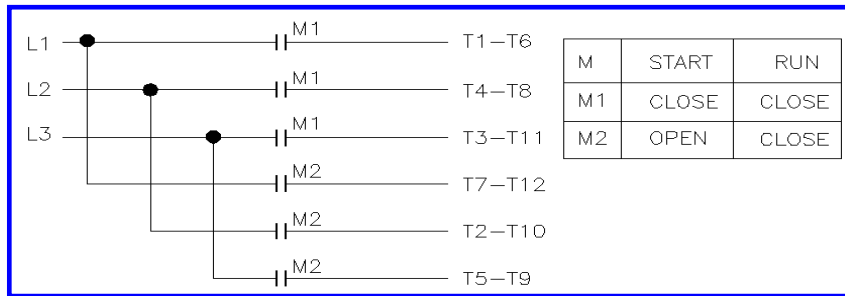 L1 M1 T1-T6
L2 M1 T4-T8
L3 M1 T3-T11
M2 T7-T12
M2 T2-T10
M2 T5-T9
M START RUN
M1 CLOSE CLOSE
M2 OPEN CLOSE